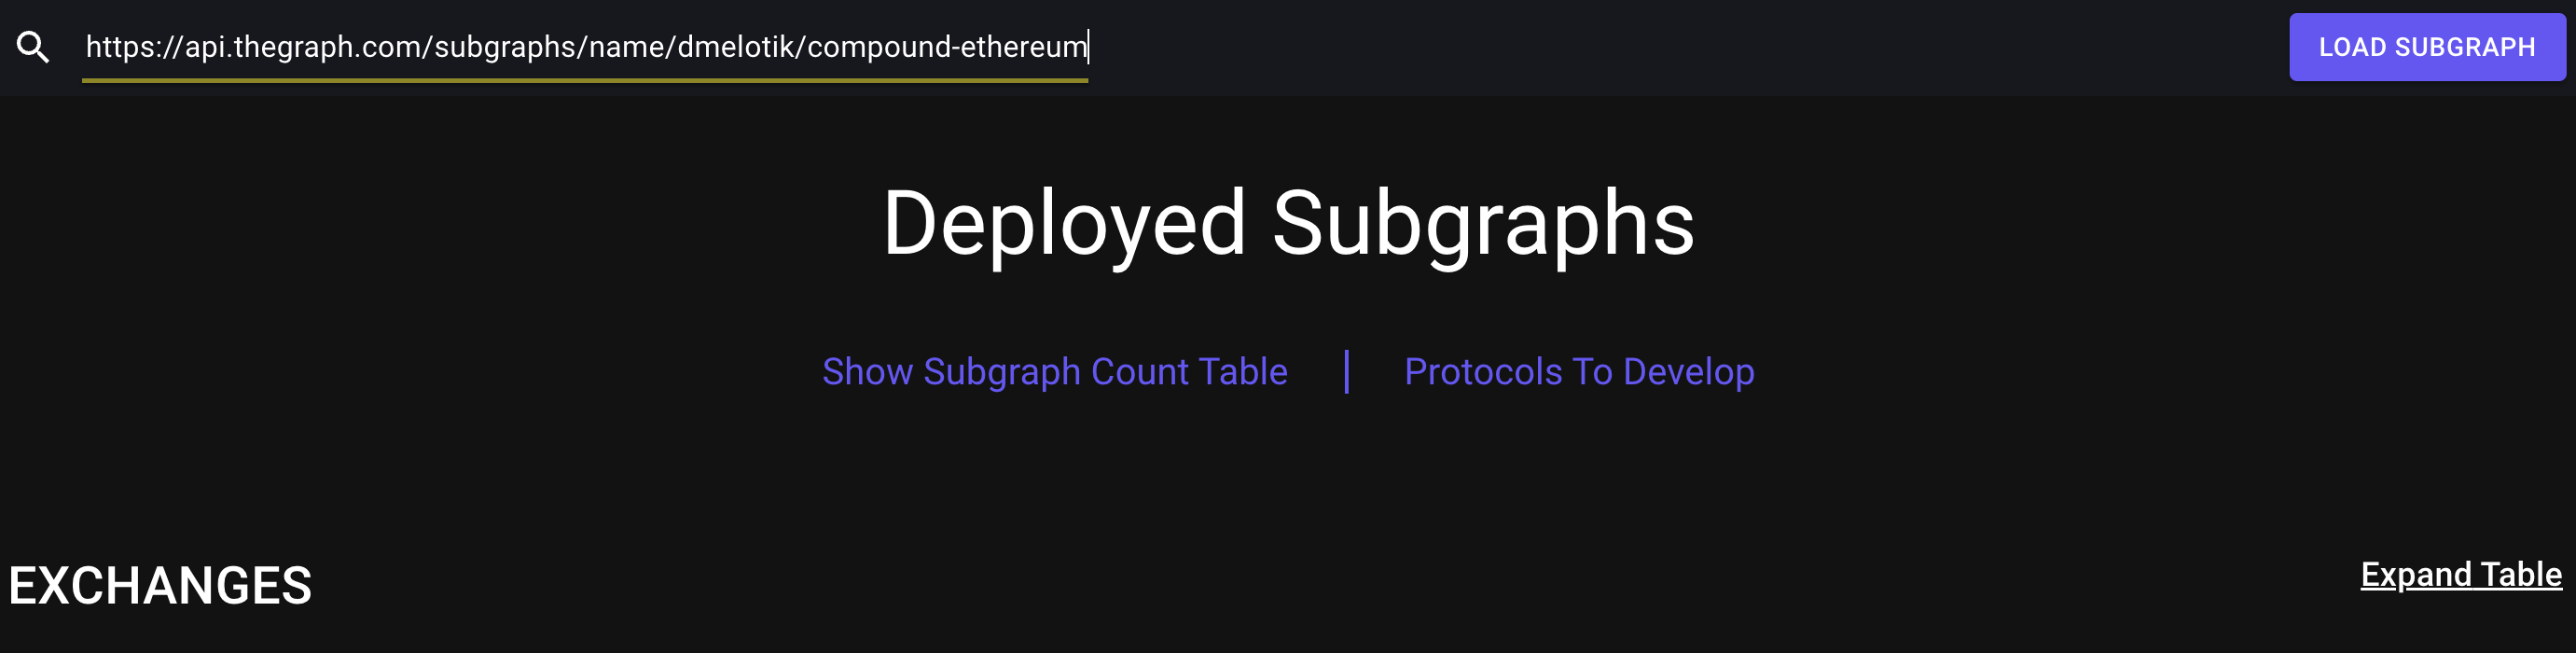 https://api.thegraph.com/subgraphs/name/dmelotik/compound-ethereum
LOAD SUBGRAPH
Deployed Subgraphs
Show Subgraph Count Table | Protocols To Develop
EXCHANGES
Expand Table